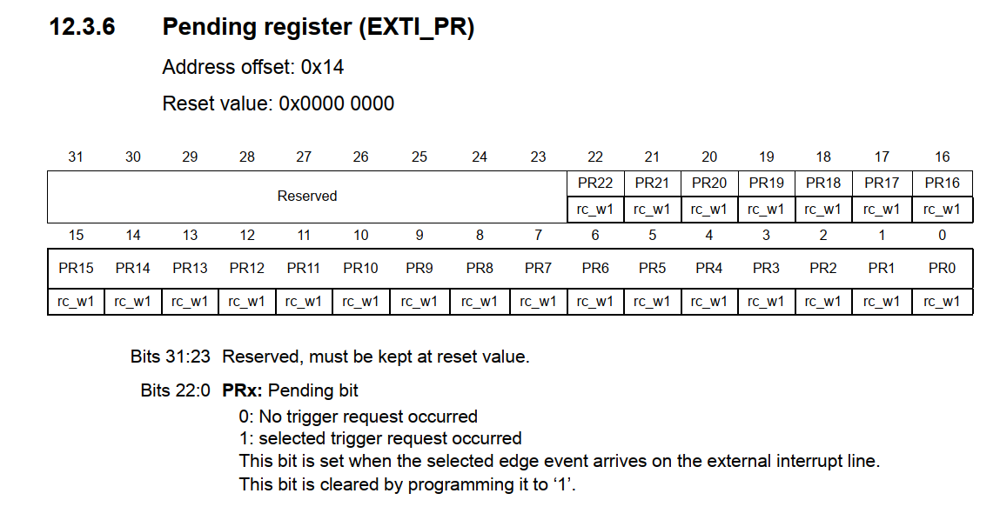 12.3.6 Pending register (EXTI_PR)
Address offset: 0x14
Reset value: 0x0000 0000
31 30 29 28 27 26 25 24 23 22 21 20 19 18 17 16
Reserved PR22 PR21 PR20 PR19 PR18 PR17 PR16
rc_w1 rc_w1 rc_w1 rc_w1 rc_w1 rc_w1 rc_w1
15 14 13 12 11 10 9 8 7 6 5 4 3 2 1 0
PR15 PR14 PR13 PR12 PR11 PR10 PR9 PR8 PR7 PR6 PR5 PR4 PR3 PR2 PR1 PR0
rc_w1 rc_w1 rc_w1 rc_w1 rc_w1 rc_w1 rc_w1 rc_w1 rc_w1 rc_w1 rc_w1 rc_w1 rc_w1 rc_w1 rc_w1 rc_w1
Bits 31:23 Reserved, must be kept at reset value.
Bits 22:0 PRx: Pending bit
0: No trigger request occurred
1: selected trigger request occurred
This bit is set when the selected edge event arrives on the external interrupt line.
This bit is cleared by programming it to ‘1’.